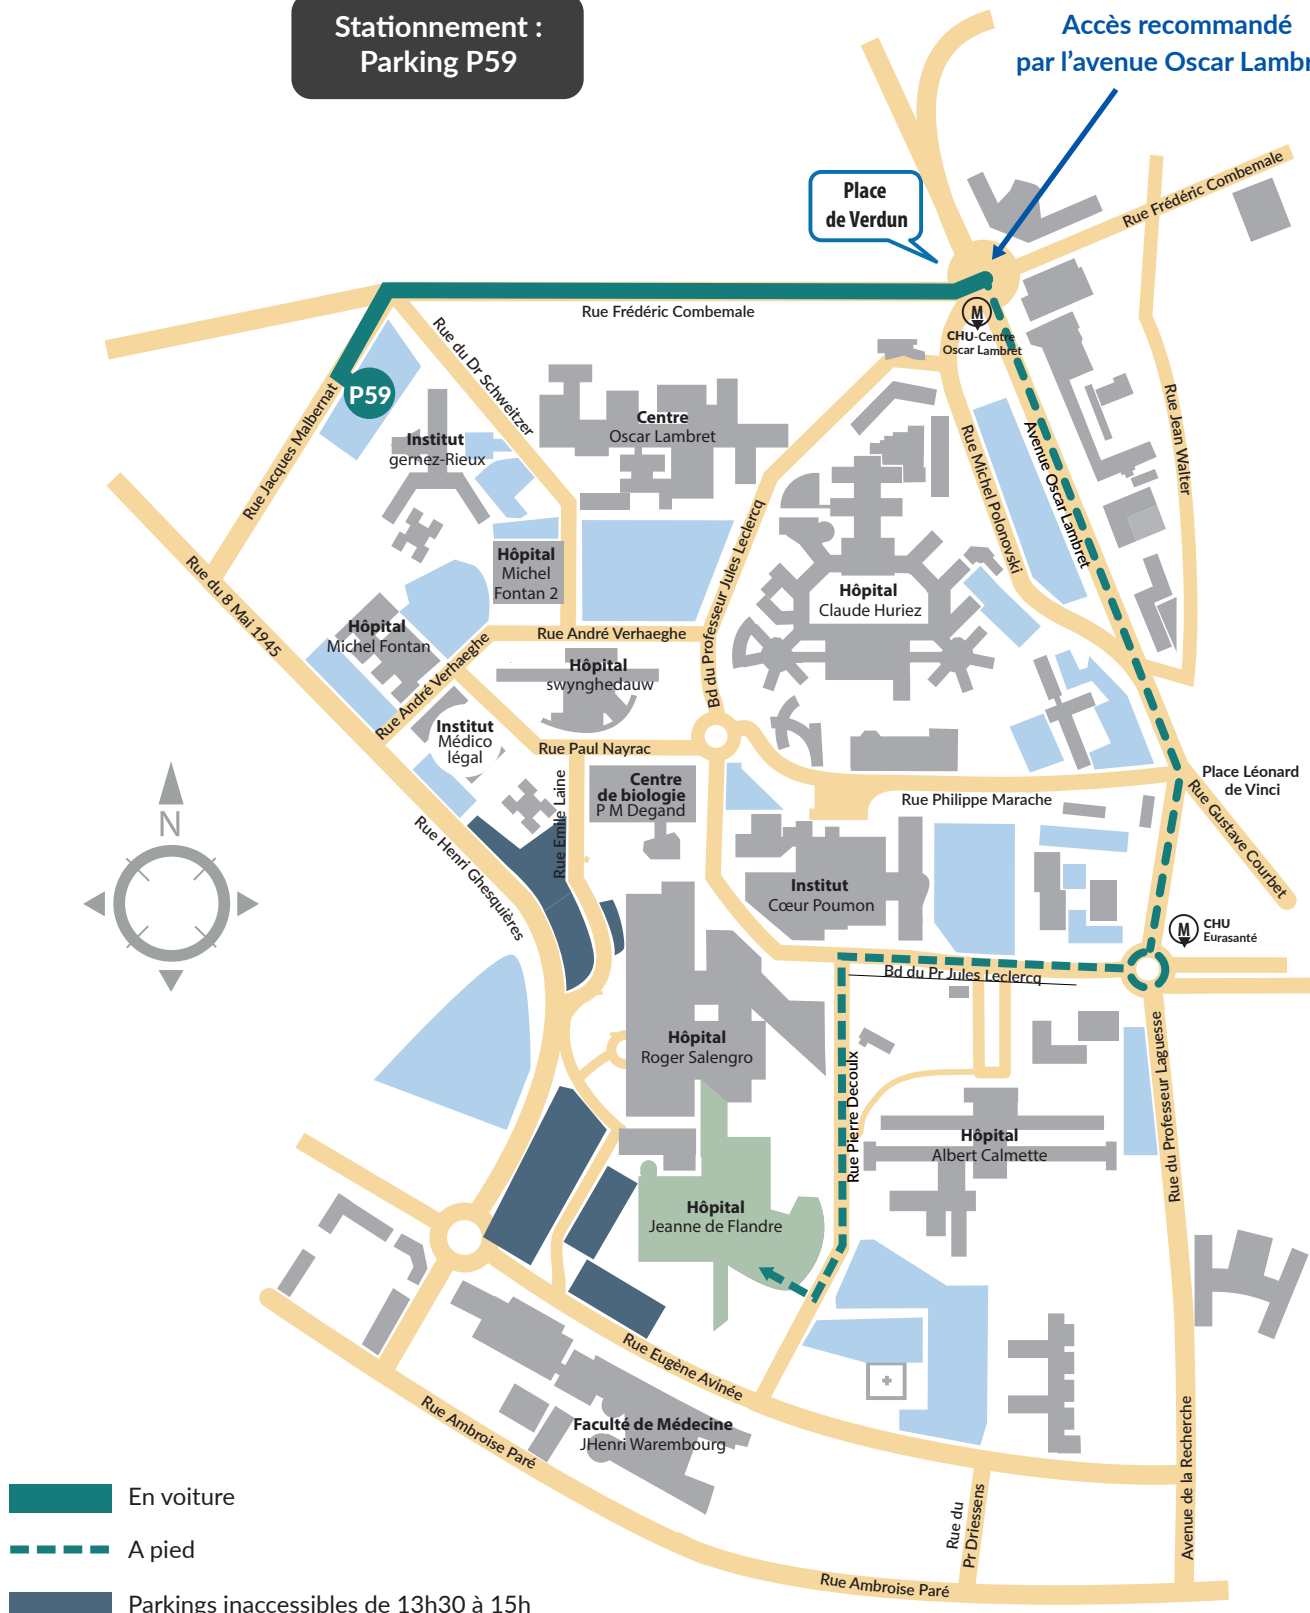 Stationnement :
Parking P59
Accès recommandé
par l'avenue Oscar Lambr
Place
de Verdun
Rue Frédéric Combemale
Rue Frédéric Combemale
M
CHU-Centre
Oscar Lambret
Rue du Dr Schweitzer
P59
Rue Jacques Malbernat
Institut
gernez-Rieux
Centre
Oscar Lambret
Rue Jean Walter
Avenue Oscar Lambret
Rue Michel Polonovski
Bd du Professeur Jules Leclercq
Hôpital
Michel
Fontan 2
Hôpital
Claude Huriez
Rue du 8 Mai 1945
Hôpital
Michel Fontan
Rue André Verhaeghe
Rue André Verhaeghe
Hôpital
swynghedauw
Institut
Médico
légal
Rue Paul Nayrac
Centre
de biologie
P M Degand
Rue Emile Laine
Place Léonard
de Vinci
Rue Philippe Marache
Rue Gustave Courbet
N
Rue Henri Ghesquières
Institut
Cœur Poumon
M
CHU
Eurasanté
Bd du Pr Jules Leclercq
Hôpital
Roger Salengro
Rue Pierre Decoulx
Rue du Professeur Laguesse
Hôpital
Albert Calmette
Hôpital
Jeanne de Flandre
Rue Eugène Avinée
Rue Ambroise Paré
Faculté de Médecine
JHenri Warembourg
Avenue de la Recherche
Rue du
Pr Driessens
Rue Ambroise Paré
En voiture
A pied
Parkings inaccessibles de 13h30 à 15h